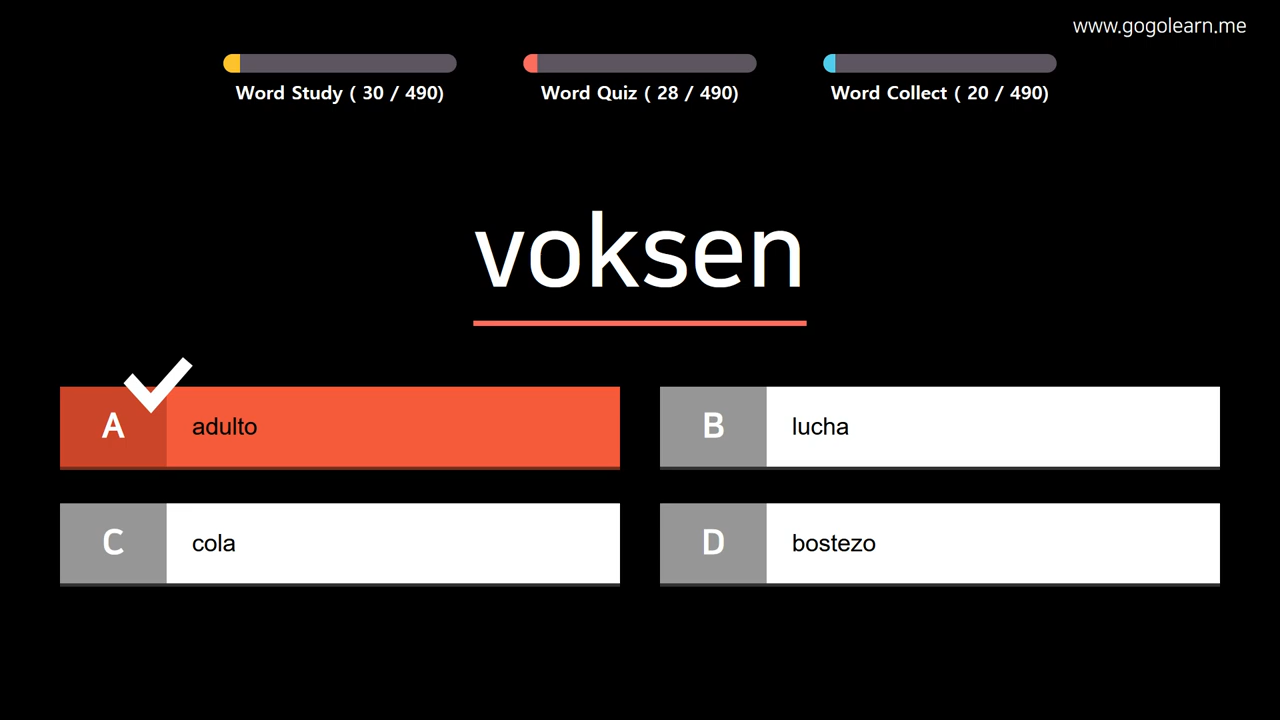 www.gogolearn.me
Word Study ( 30 / 490)
Word Quiz ( 28 / 490)
Word Collect ( 20 / 490)
voksen
A adulto
B lucha
C cola
D bostezo